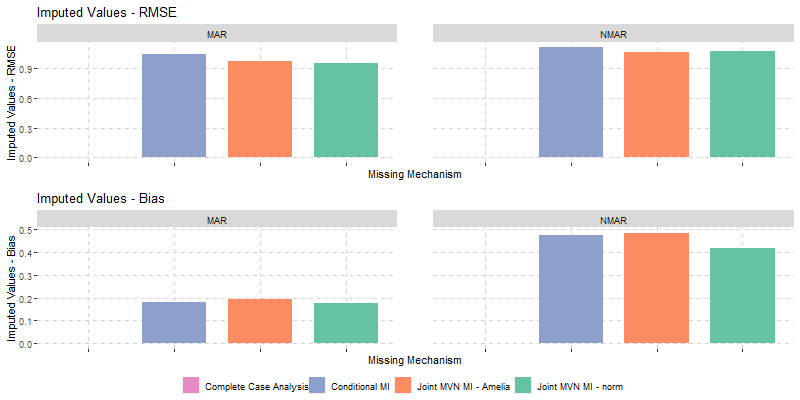 Imputed Values - RMSE
MAR
NMAR
Imputed Values - RMSE
0.9
0.6
0.3
0.0
Missing Mechanism
Imputed Values - Bias
MAR
NMAR
Imputed Values - Bias
0.5
0.4
0.3
0.2
0.1
0.0
Missing Mechanism
Complete Case Analysis Conditional MI Joint MVN MI - Amelia Joint MVN MI - norm